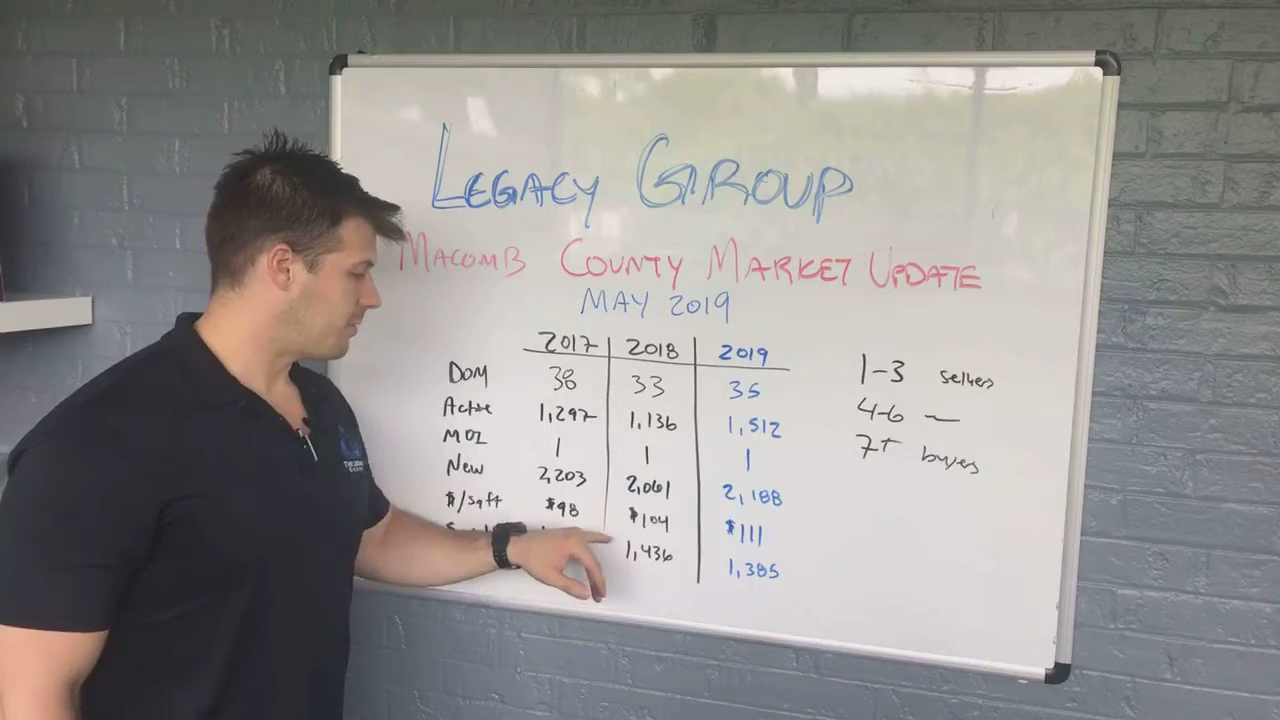 LEGACY GROUP
MACOMB COUNTY MARKET UPDATE
MAY 2019
2017 2018 2019
DOM 38 33 35
Active 1,297 1,136 1,512
MOI 1 1 1
New 2,203 2,061 2,188
$/sqft $98 $104 $111
1,436 1,385
1-3 sellers
4-6 —
7+ buyers